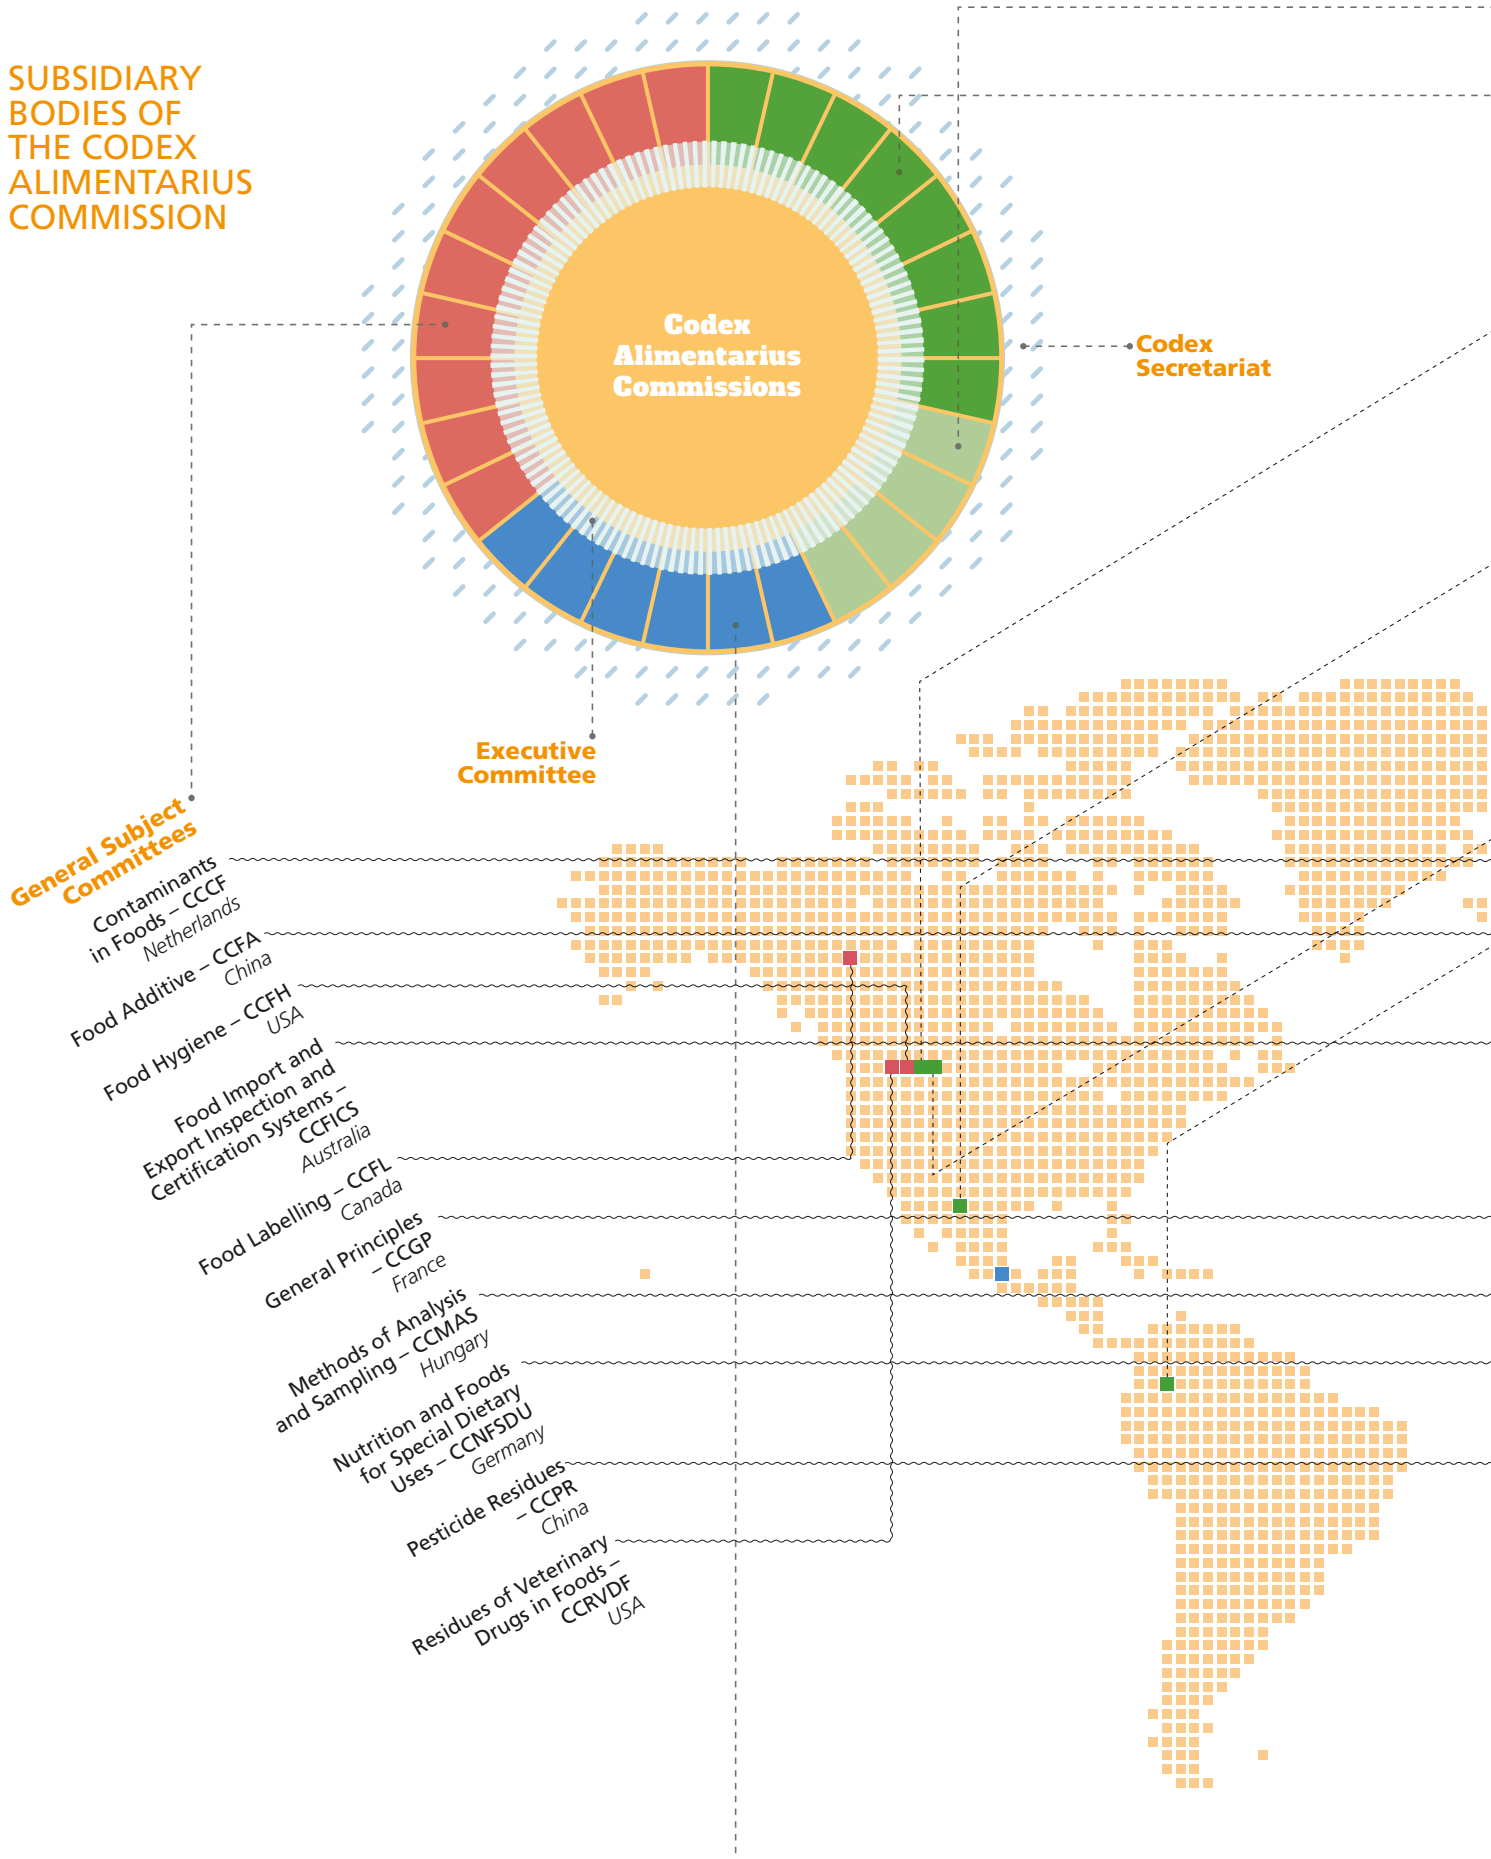 SUBSIDIARY
BODIES OF
THE CODEX
ALIMENTARIUS
COMMISSION
Codex
Alimentarius
Commissions
Codex
Secretariat
Executive
Committee
General Subject
Committees
Contaminants
in Foods – CCCF
Netherlands
Food Additive – CCFA
China
Food Hygiene – CCFH
USA
Food Import and
Export Inspection and
Certification Systems –
CCFICS
Australia
Food Labelling – CCFL
Canada
General Principles
– CCGP
France
Methods of Analysis
and Sampling – CCMAS
Hungary
Nutrition and Foods
for Special Dietary
Uses – CCNFSDU
Germany
Pesticide Residues
– CCPR
China
Residues of Veterinary
Drugs in Foods –
CCRVDF
USA